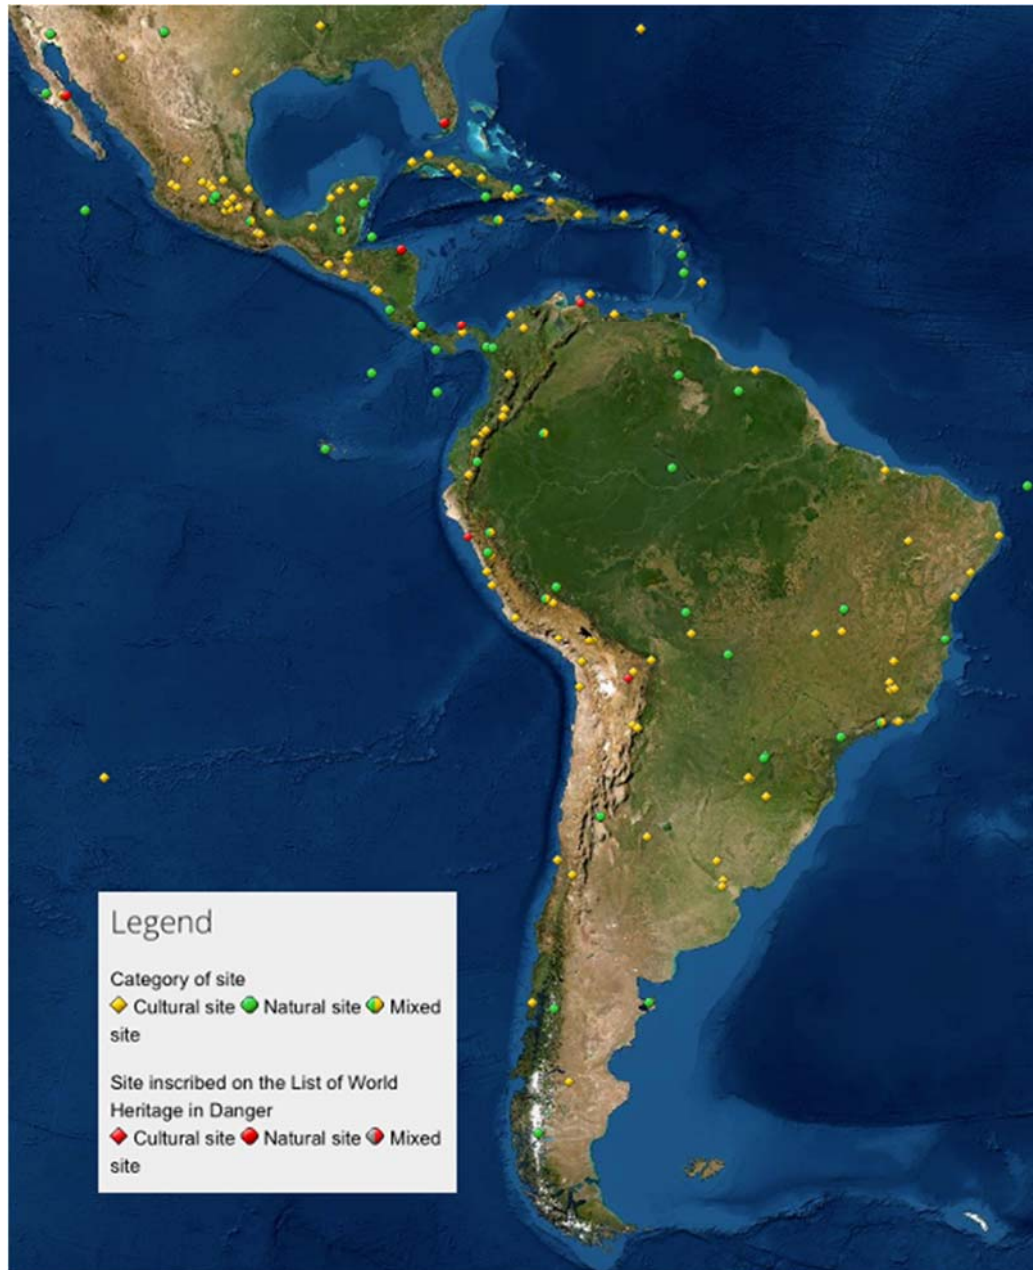 Legend
Category of site
Cultural site Natural site Mixed
site
Site inscribed on the List of World
Heritage in Danger
Cultural site Natural site Mixed
site